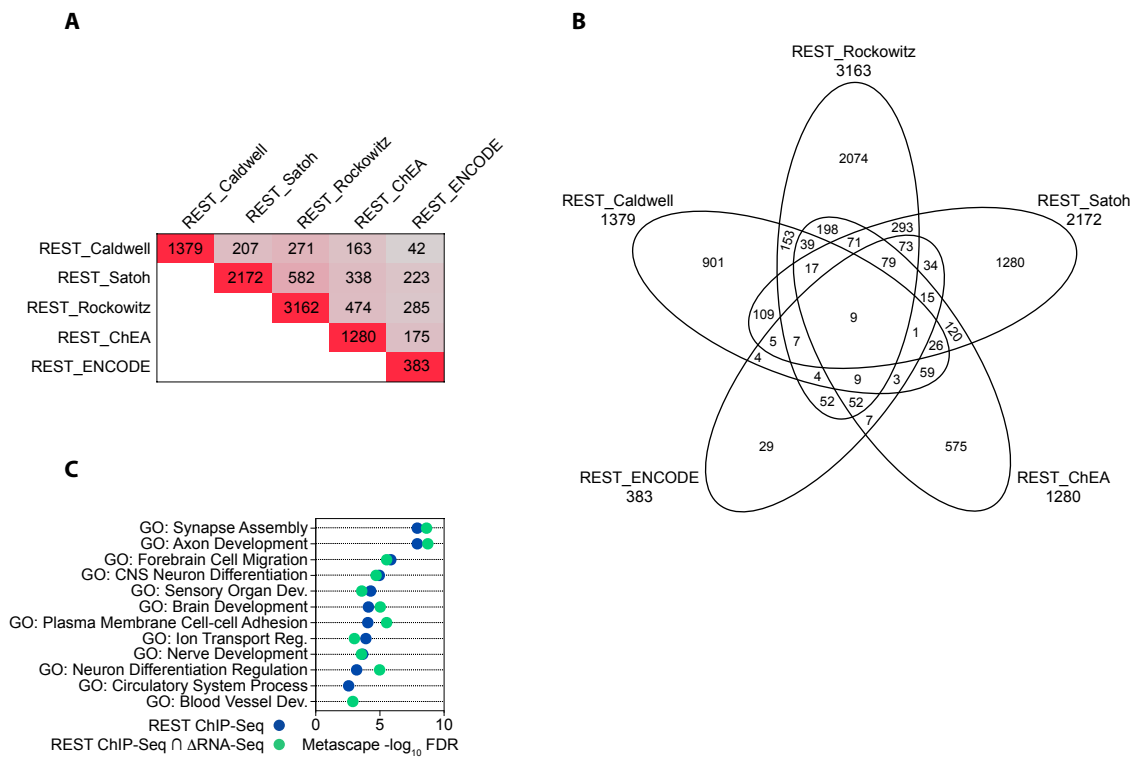 A
REST_Caldwell
REST_Satoh
REST_Rockowitz
REST_ChEA
REST_ENCODE
REST_Caldwell 1379 207 271 163 42
REST_Satoh 2172 582 338 223
REST_Rockowitz 3162 474 285
REST_ChEA 1280 175
REST_ENCODE 383
B
REST_Rockowitz
3163
2074
REST_Caldwell
1379
REST_Satoh
2172
153 39 198 71 293 73
901 17 79 34 1280
15
109 9 120
5 7 1 26
4
4 9 3 59
52 52
7
29 575
REST_ENCODE
383
REST_ChEA
1280
C
GO: Synapse Assembly
GO: Axon Development
GO: Forebrain Cell Migration
GO: CNS Neuron Differentiation
GO: Sensory Organ Dev.
GO: Brain Development
GO: Plasma Membrane Cell-cell Adhesion
GO: Ion Transport Reg.
GO: Nerve Development
GO: Neuron Differentiation Regulation
GO: Circulatory System Process
GO: Blood Vessel Dev.
0 5 10
REST ChIP-Seq
REST ChIP-Seq ∩ ΔRNA-Seq
Metascape -log10 FDR